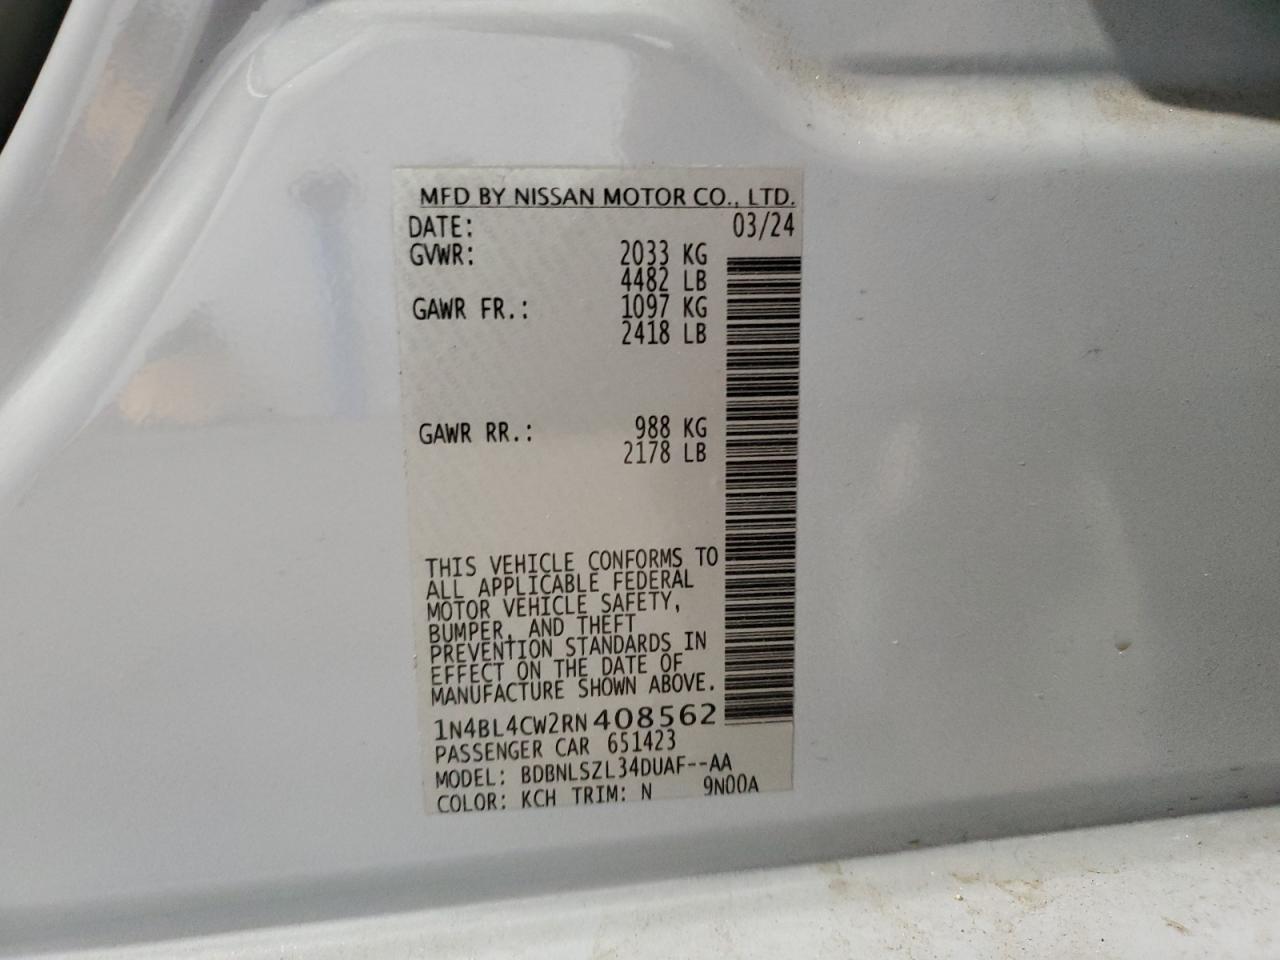 MFD BY NISSAN MOTOR CO., LTD.
DATE: 03/24
GVWR: 2033 KG
4482 LB
GAWR FR.: 1097 KG
2418 LB
GAWR RR.: 988 KG
2178 LB
THIS VEHICLE CONFORMS TO
ALL APPLICABLE FEDERAL
MOTOR VEHICLE SAFETY,
BUMPER, AND THEFT
PREVENTION STANDARDS IN
EFFECT ON THE DATE OF
MANUFACTURE SHOWN ABOVE.
1N4BL4CW2RN408562
PASSENGER CAR 651423
MODEL: BDBNLSZL34DUAF--AA
COLOR: KCH TRIM: N 9N00A